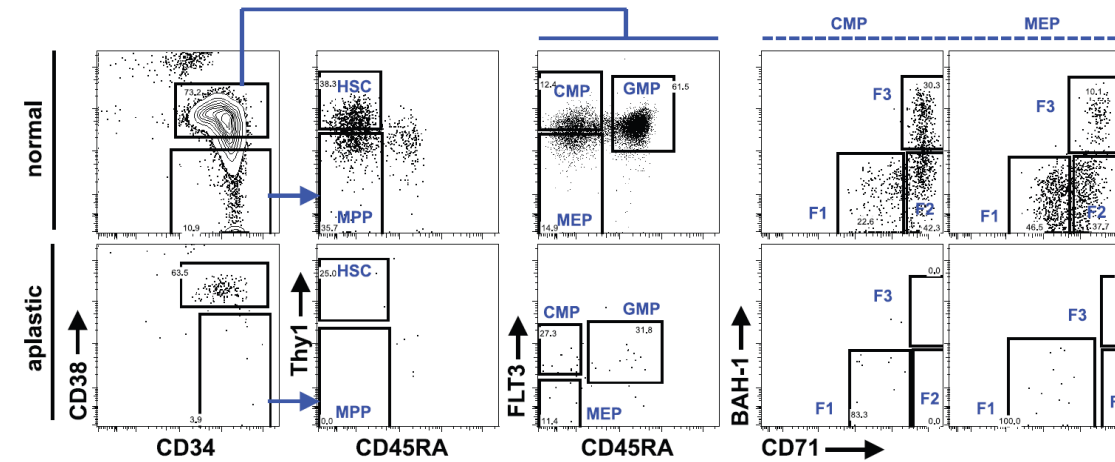 CMP MEP
normal
73.2
10.9
38.3 HSC
MPP
35.7
12.4 CMP GMP 61.5
MEP
14.9
F3 30.3
F1 22.6 F2
42.3
F3 10.1
F1 46.5 F2
37.7
aplastic
63.5
3.9
CD38
CD34
25.0 HSC
MPP
0.0
Thy1
CD45RA
CMP GMP
27.3 31.8
11.4 MEP
FLT3
CD45RA
0.0
F3
F1 83.3 F2
0.0
BAH-1
CD71
F3
F1 100.0